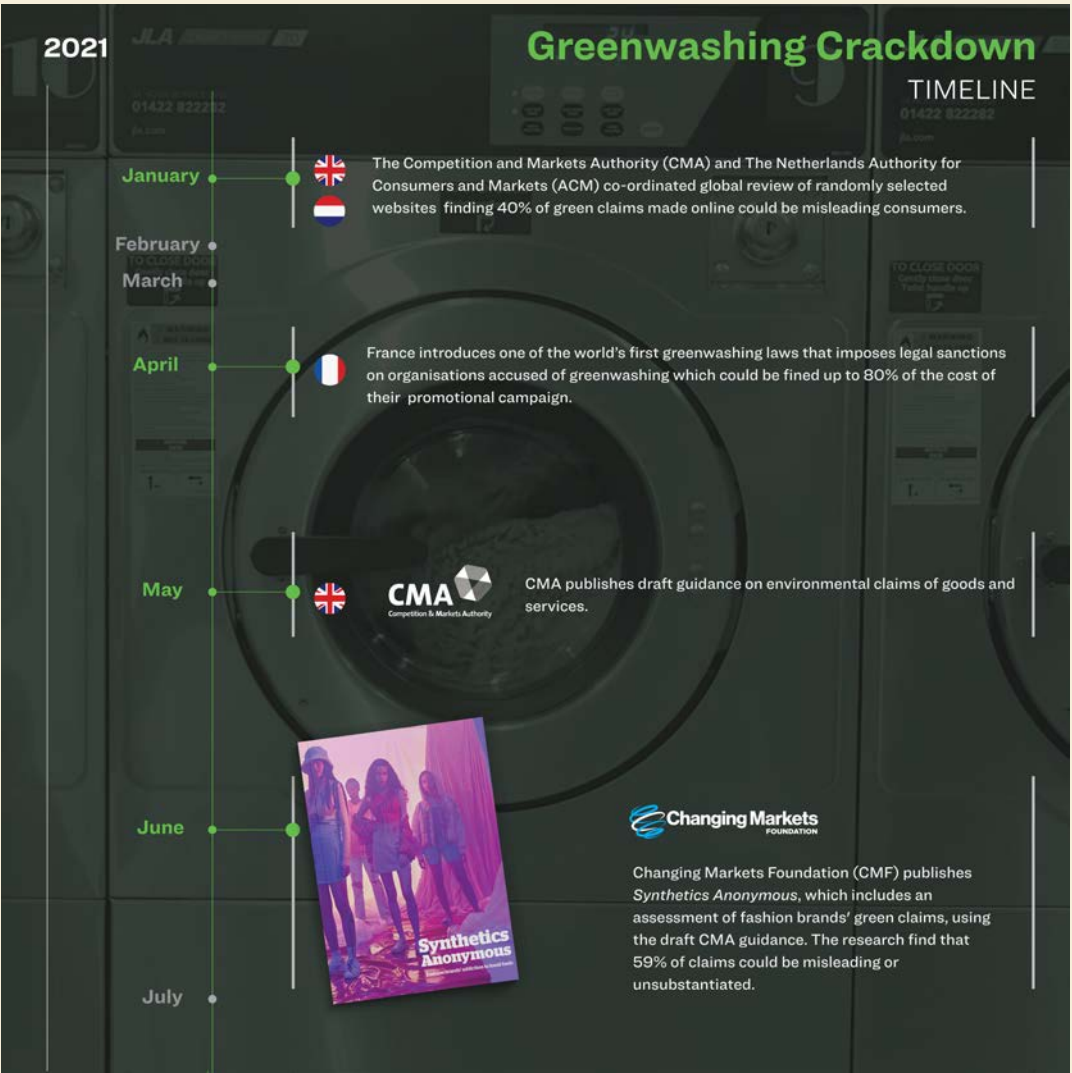 2021
Greenwashing Crackdown
TIMELINE
JLA
01422 822282
jla.com
01422 822282
jla.com
January
The Competition and Markets Authority (CMA) and The Netherlands Authority for
Consumers and Markets (ACM) co-ordinated global review of randomly selected
websites finding 40% of green claims made online could be misleading consumers.
February
TO CLOSE DOOR
March
TO CLOSE DOOR
April
France introduces one of the world's first greenwashing laws that imposes legal sanctions
on organisations accused of greenwashing which could be fined up to 80% of the cost of
their promotional campaign.
May
CMA
Competition & Markets Authority
CMA publishes draft guidance on environmental claims of goods and
services.
June
Synthetics
Anonymous
Changing Markets
FOUNDATION
Changing Markets Foundation (CMF) publishes
Synthetics Anonymous, which includes an
assessment of fashion brands' green claims, using
the draft CMA guidance. The research find that
59% of claims could be misleading or
unsubstantiated.
July